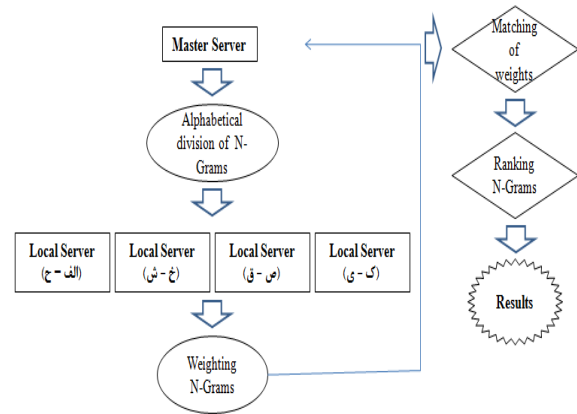 Master Server
Alphabetical
division of N-
Grams
Local Server
(الف – ح)
Local Server
(خ - ش)
Local Server
(ص - ق)
Local Server
(ک - ی)
Weighting
N-Grams
Matching
of
weights
Ranking
N-Grams
Results